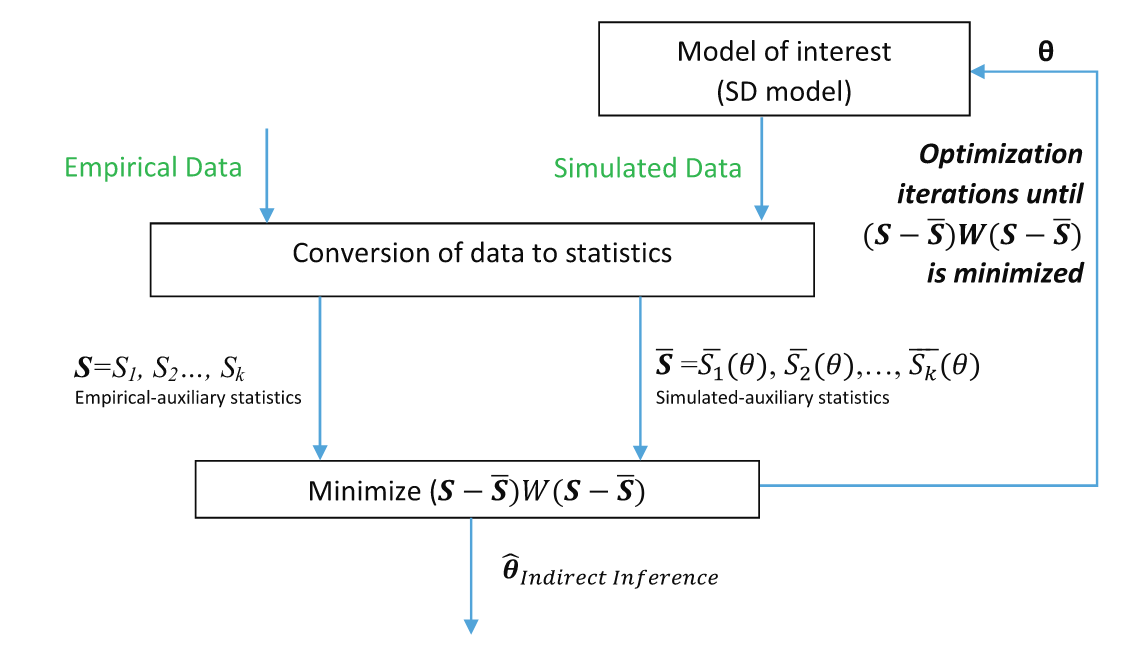 Model of interest
(SD model)
θ
Empirical Data
Simulated Data
Optimization
iterations until
(S − S̅)W(S − S̅)
is minimized
Conversion of data to statistics
S=S₁, S₂..., Sₖ
Empirical-auxiliary statistics
S̅ =S̅₁(θ), S̅₂(θ),…, S̅ₖ(θ)
Simulated-auxiliary statistics
Minimize (S − S̅)W(S − S̅)
θ̂ Indirect Inference